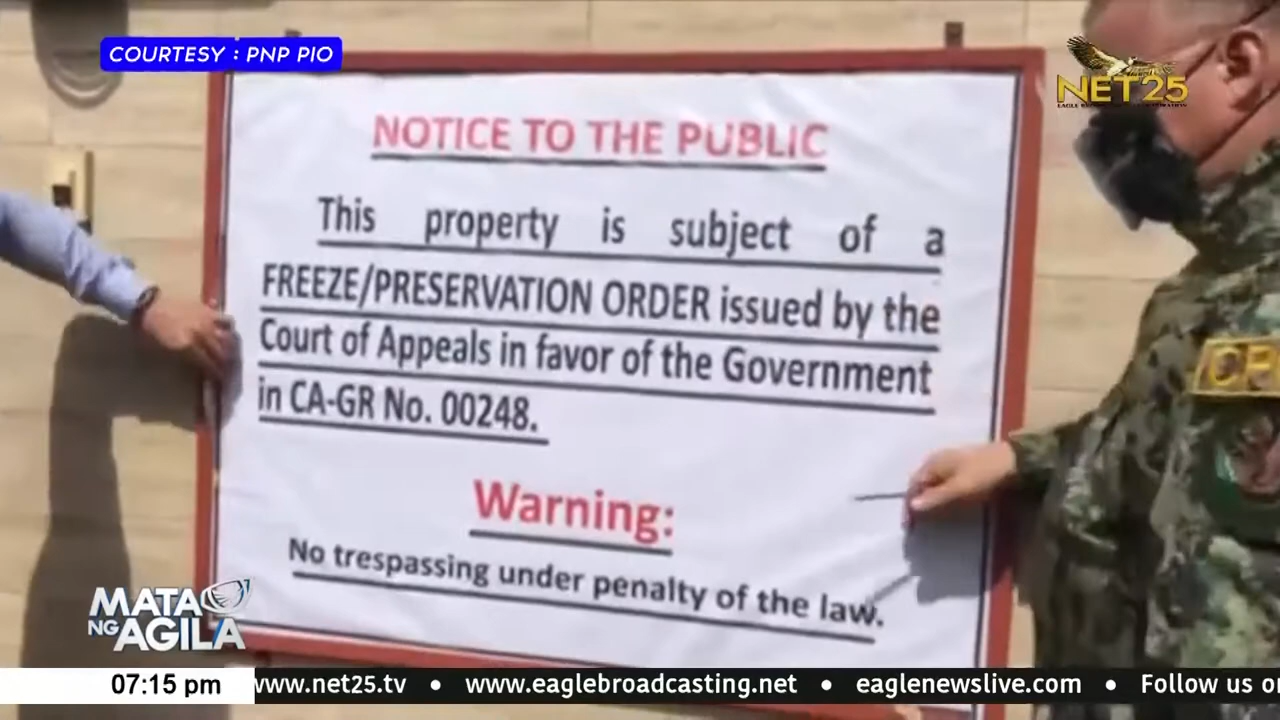 COURTESY : PNP PIO
NET25
NOTICE TO THE PUBLIC
This property is subject of a
FREEZE/PRESERVATION ORDER issued by the
Court of Appeals in favor of the Government
in CA-GR No. 00248.
Warning:
No trespassing under penalty of the law.
MATA
NG AGILA
07:15 pm
www.net25.tv • www.eaglebroadcasting.net • eaglenewslive.com • Follow us